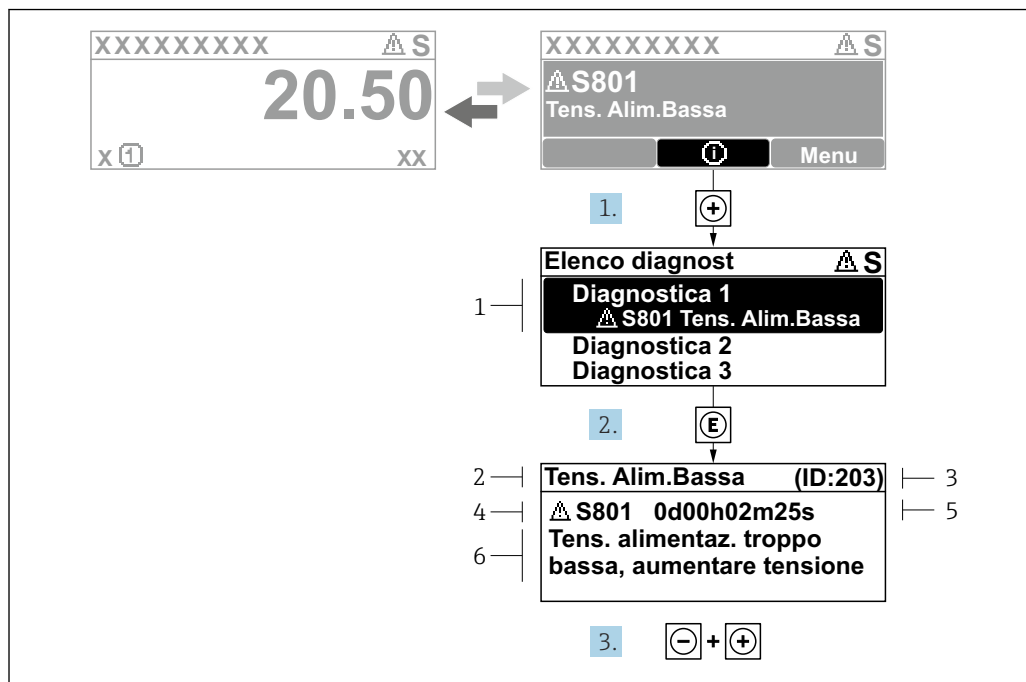 XXXXXXXXX ⚠ S
20.50
x ① xx
XXXXXXXXX ⚠ S
⚠ S801
Tens. Alim.Bassa
ⓘ Menu
1. +
Elenco diagnost ⚠ S
1
Diagnostica 1
⚠ S801 Tens. Alim.Bassa
Diagnostica 2
Diagnostica 3
2. E
2 Tens. Alim.Bassa (ID:203) 3
4 ⚠ S801 0d00h02m25s 5
6
Tens. alimentaz. troppo
bassa, aumentare tensione
3. - + +